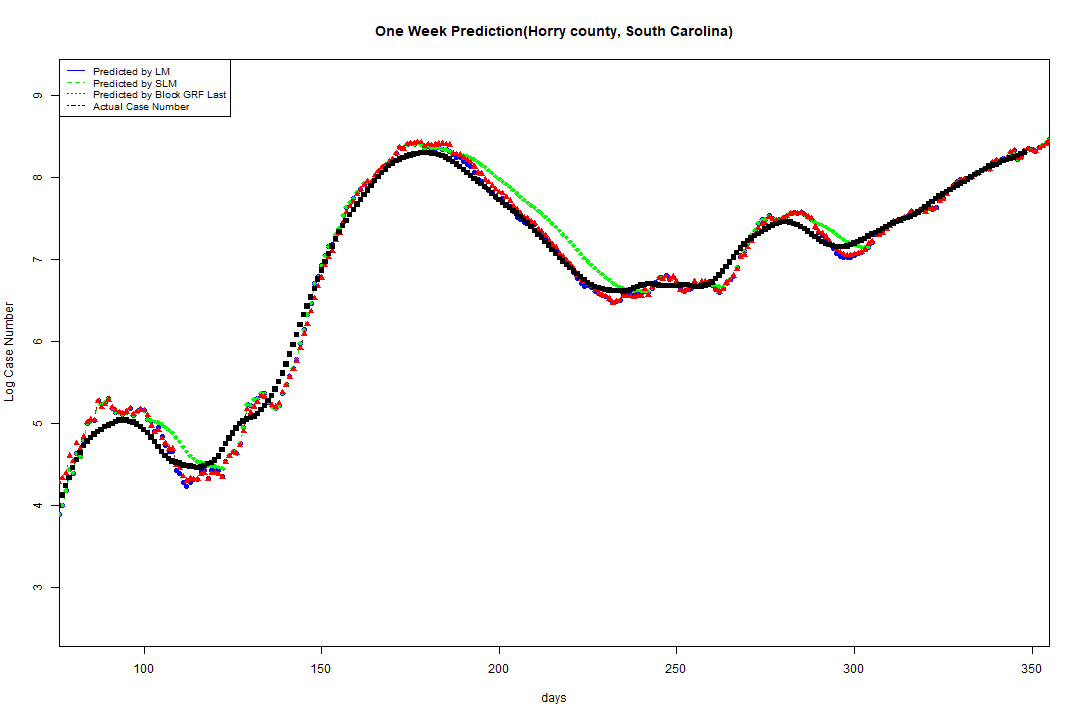 One Week Prediction(Horry county, South Carolina)
Predicted by LM
Predicted by SLM
Predicted by Block GRF Last
Actual Case Number
9
8
7
6
5
4
3
Log Case Number
100 150 200 250 300 350
days